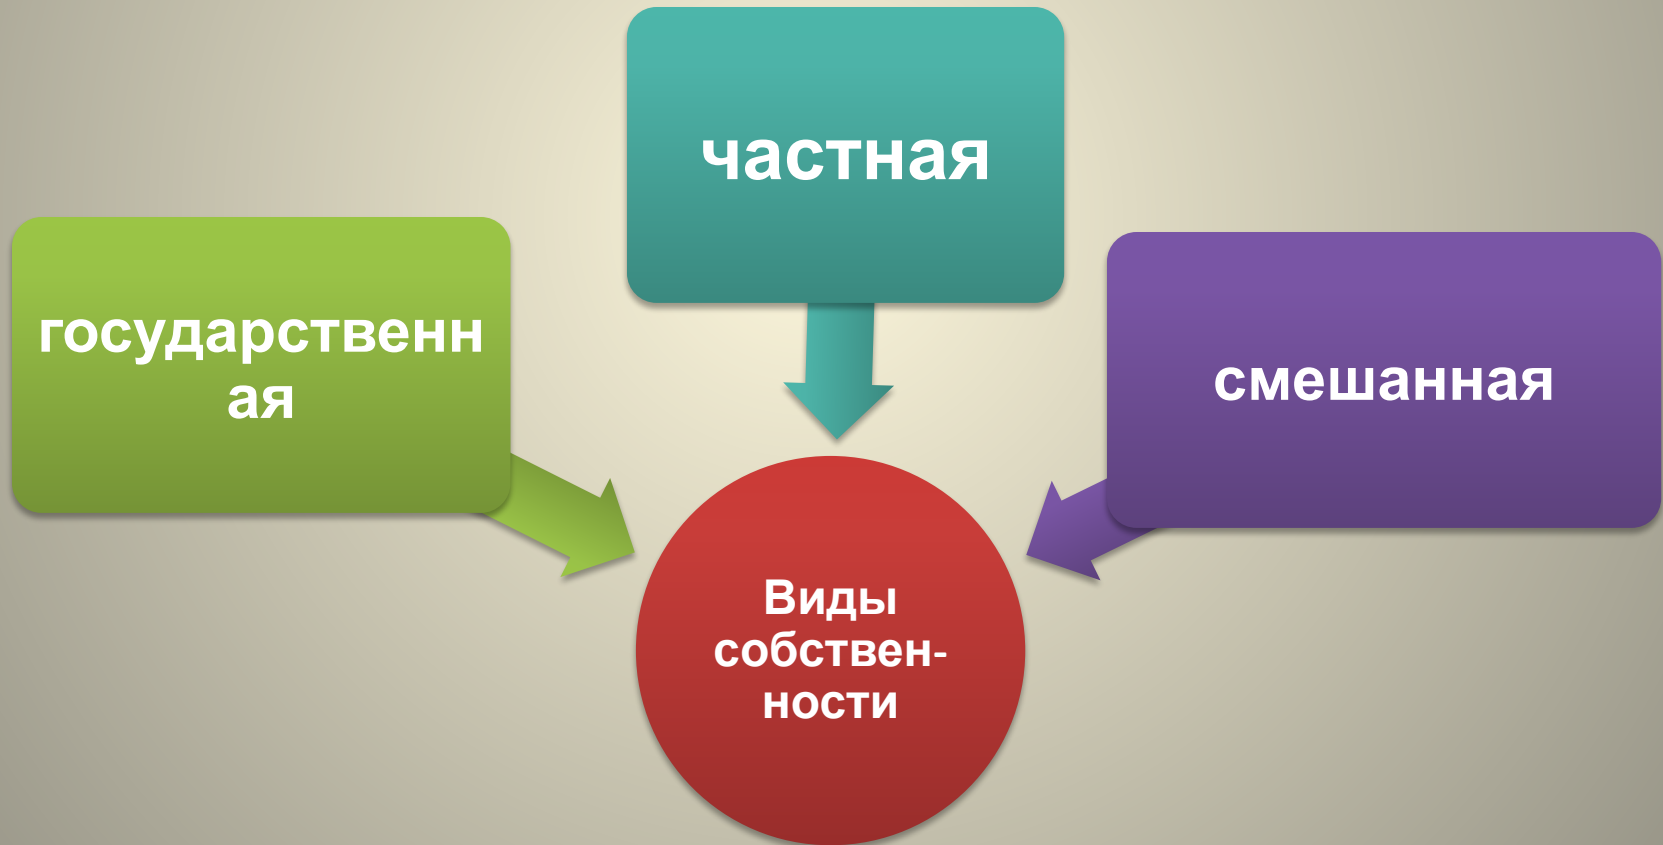 частная
государственн
ая
смешанная
Виды
собствен-
ности